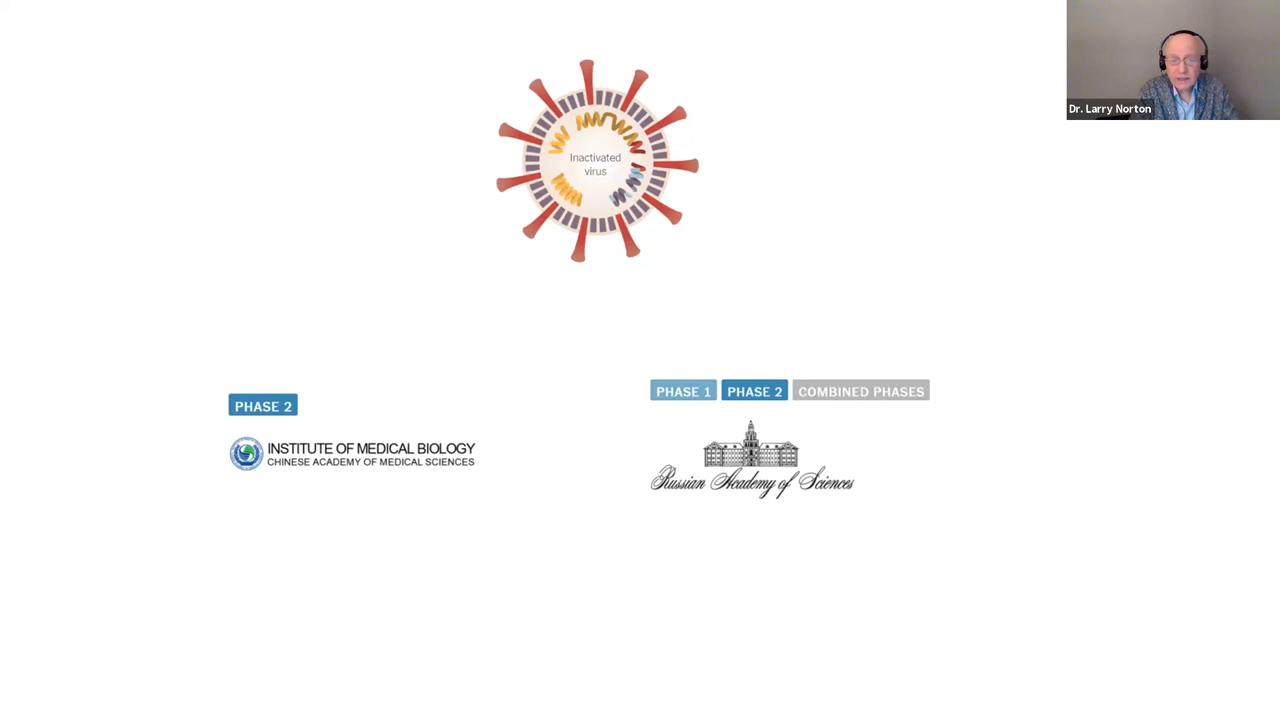 Dr. Larry Norton
Inactivated
virus
PHASE 2
INSTITUTE OF MEDICAL BIOLOGY
CHINESE ACADEMY OF MEDICAL SCIENCES
PHASE 1 PHASE 2 COMBINED PHASES
Russian Academy of Sciences